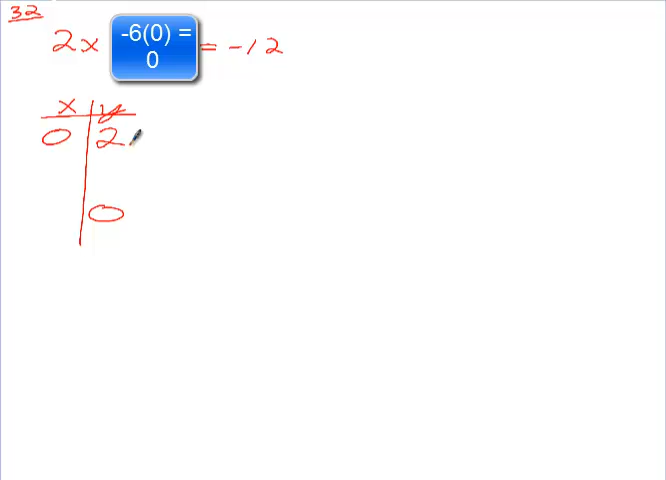 32
2x -6(0) = 0 = -12
x y
0 2
0